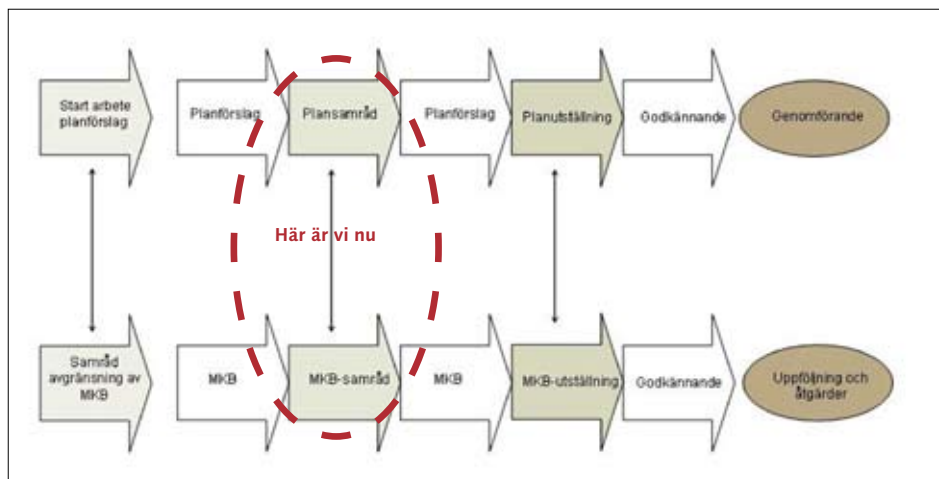 Start arbete
planförslag
Planförslag
Plansamråd
Planförslag
Planutställning
Godkännande
Genomförande
Här är vi nu
Samråd
avgränsning av
MKB
MKB
MKB-samråd
MKB
MKB-utställning
Godkännande
Uppföljning och
åtgärder